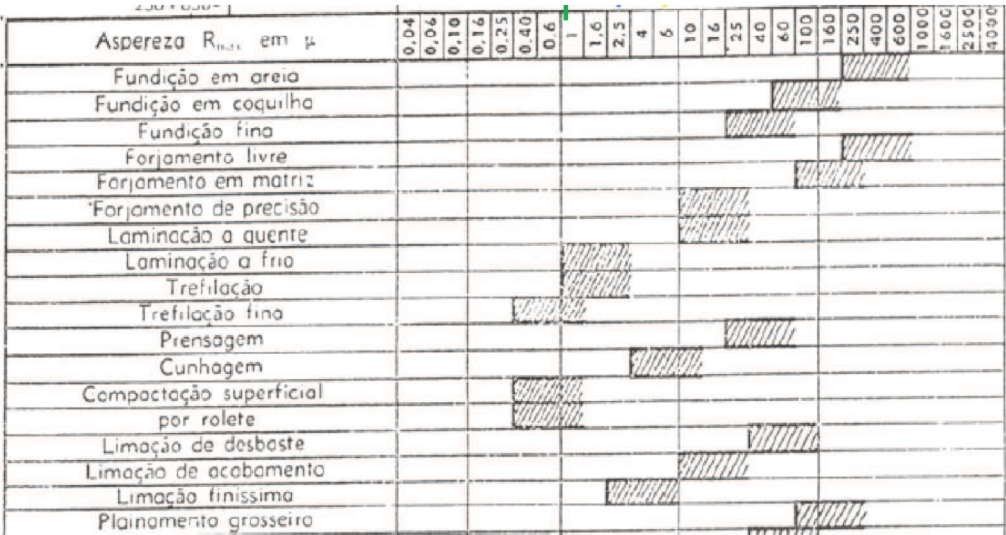 Aspereza R em μ 0,04 0,06 0,10 0,16 0,25 0,40 0,6 1 1,6 2,5 4 6 10 16 25 40 60 100 160 250 400 600 1000 1600 2500 4000
Fundição em areia
Fundição em coquilha
Fundição fina
Forjamento livre
Forjamento em matriz
Forjamento de precisão
Laminação a quente
Laminação a frio
Trefilação
Trefilação fina
Prensagem
Cunhagem
Compactação superficial
por rolete
Limação de desbaste
Limação de acabamento
Limação finíssima
Plainamento grosseiro